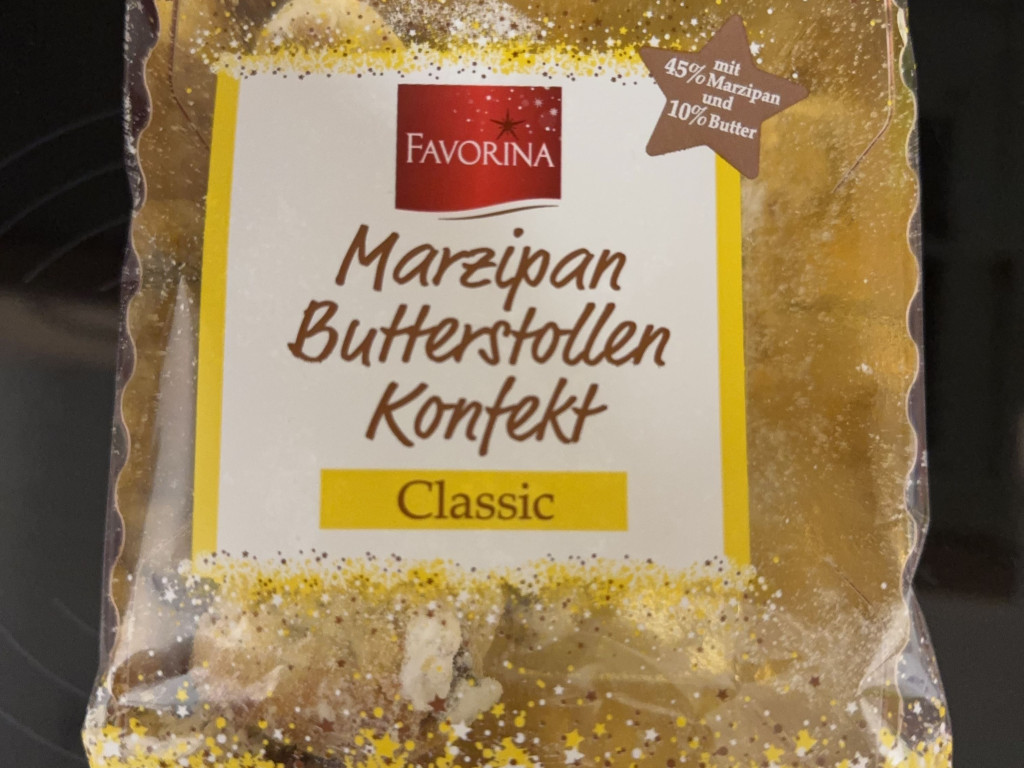 mit
45% Marzipan
und
10% Butter
FAVORINA
Marzipan
Butterstollen
Konfekt
Classic